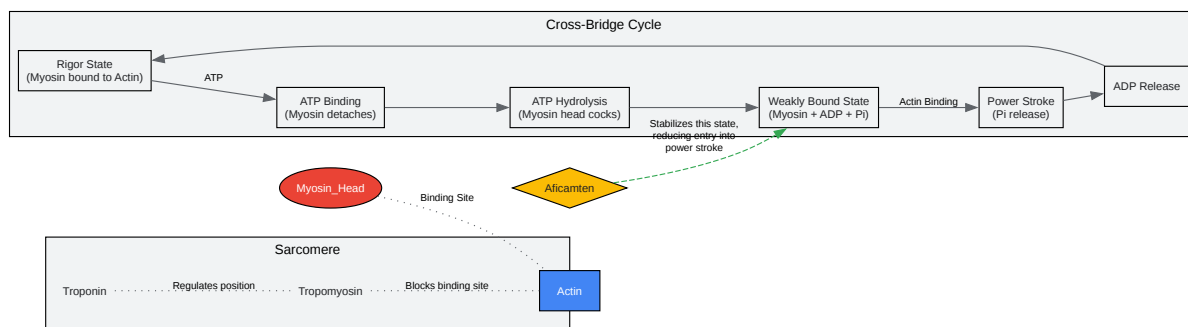 Cross-Bridge Cycle
Rigor State
(Myosin bound to Actin)
ATP
ATP Binding
(Myosin detaches)
ATP Hydrolysis
(Myosin head cocks)
Stabilizes this state,
reducing entry into
power stroke
Weakly Bound State
(Myosin + ADP + Pi)
Actin Binding
Power Stroke
(Pi release)
ADP Release
Myosin_Head
Binding Site
Aficamten
Sarcomere
Troponin
Regulates position
Tropomyosin
Blocks binding site
Actin